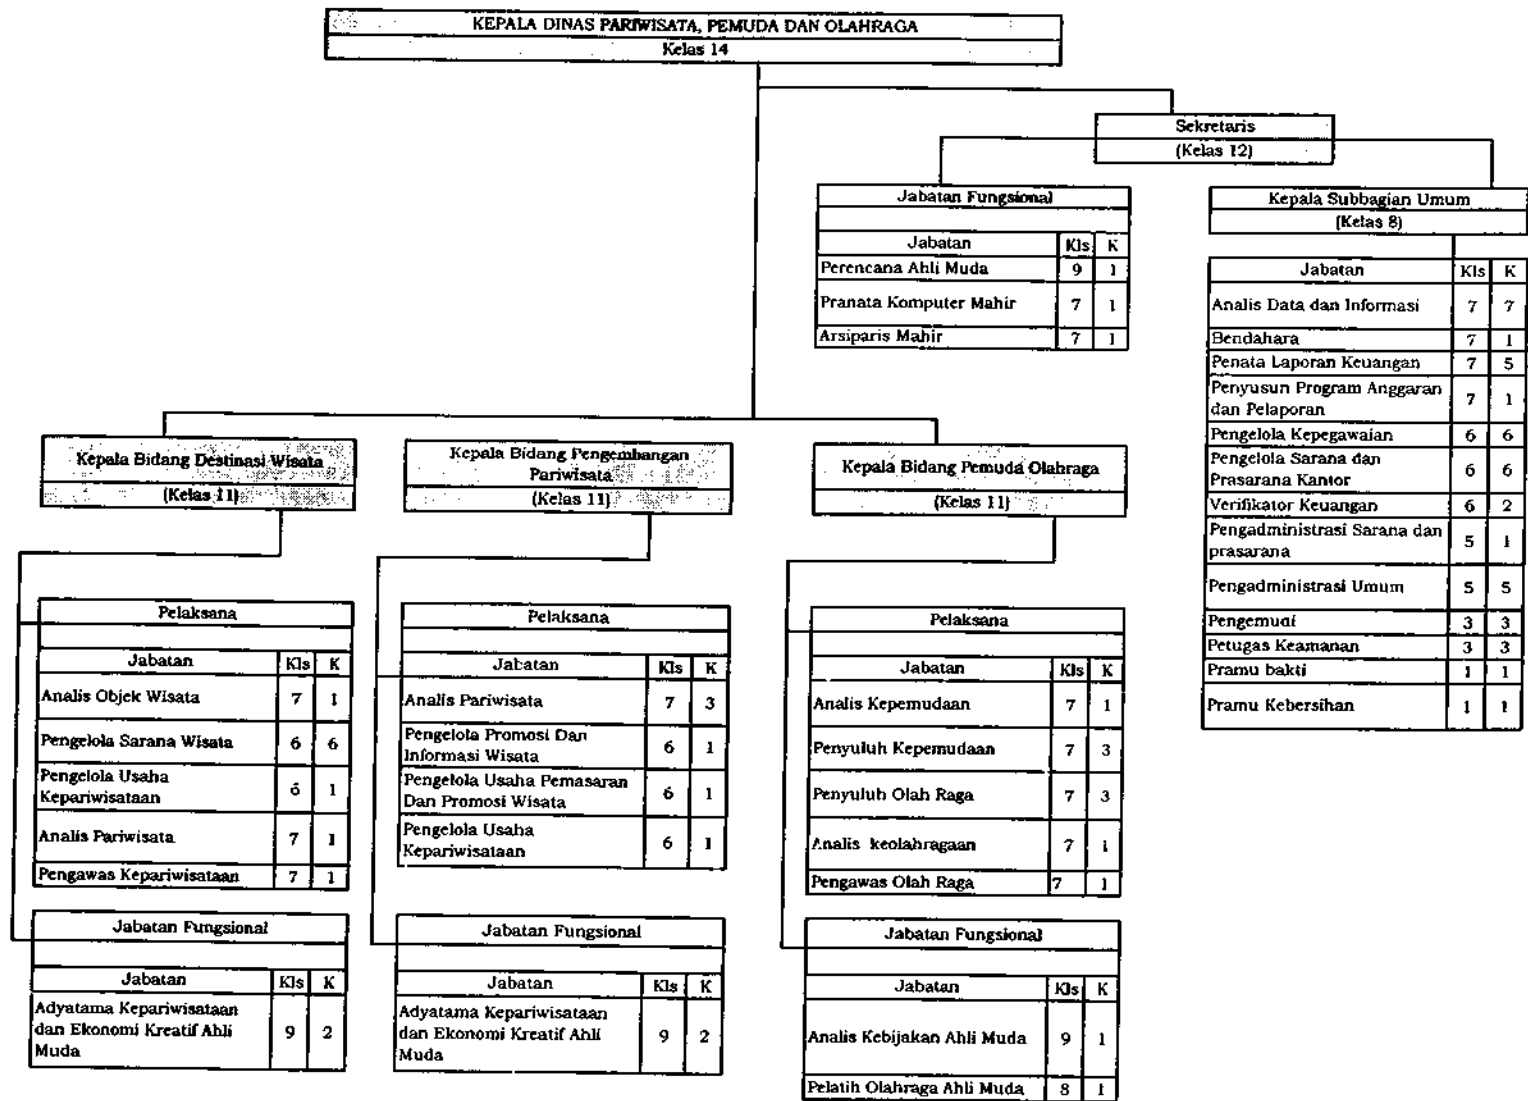 KEPALA DINAS PARIWISATA, PEMUDA DAN OLAHRAGA
Kelas 14
Sekretaris
(Kelas 12)
Jabatan Fungsional
Jabatan Kls K
Perencana Ahli Muda 9 1
Pranata Komputer Mahir 7 1
Arsiparis Mahir 7 1
Kepala Subbagian Umum
(Kelas 8)
Jabatan Kls K
Analis Data dan Informasi 7 7
Bendahara 7 1
Penata Laporan Keuangan 7 5
Penyusun Program Anggaran
dan Pelaporan 7 1
Pengelola Kepegawaian 6 6
Pengelola Sarana dan
Prasarana Kantor 6 6
Verifikator Keuangan 6 2
Pengadministrasi Sarana dan
prasarana 5 1
Pengadministrasi Umum 5 5
Pengemudi 3 3
Petugas Keamanan 3 3
Pramu bakti 1 1
Pramu Kebersihan 1 1
Kepala Bidang Destinasi Wisata
(Kelas 11)
Pelaksana
Jabatan Kls K
Analis Objek Wisata 7 1
Pengelola Sarana Wisata 6 6
Pengelola Usaha
Kepariwisataan 6 1
Analis Pariwisata 7 1
Pengawas Kepariwisataan 7 1
Jabatan Fungsional
Jabatan Kls K
Adyatama Kepariwisataan
dan Ekonomi Kreatif Ahli
Muda 9 2
Kepala Bidang Pengembangan
Pariwisata
(Kelas 11)
Pelaksana
Jabatan Kls K
Analis Pariwisata 7 3
Pengelola Promosi Dan
Informasi Wisata 6 1
Pengelola Usaha Pemasaran
Dan Promosi Wisata 6 1
Pengelola Usaha
Kepariwisataan 6 1
Jabatan Fungsional
Jabatan Kls K
Adyatama Kepariwisataan
dan Ekonomi Kreatif Ahli
Muda 9 2
Kepala Bidang Pemuda Olahraga
(Kelas 11)
Pelaksana
Jabatan Kls K
Analis Kepemudaan 7 1
Penyuluh Kepemudaan 7 3
Penyuluh Olah Raga 7 3
Analis keolahragaan 7 1
Pengawas Olah Raga 7 1
Jabatan Fungsional
Jabatan Kls K
Analis Kebijakan Ahli Muda 9 1
Pelatih Olahraga Ahli Muda 8 1